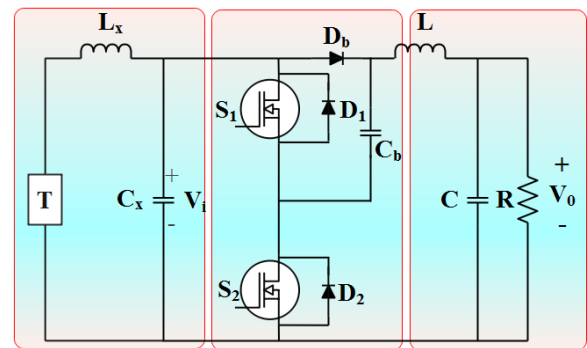 Lx
Db
L
S1
D1
Cb
T
Cx
+
Vi
-
C
R
+
V0
-
S2
D2